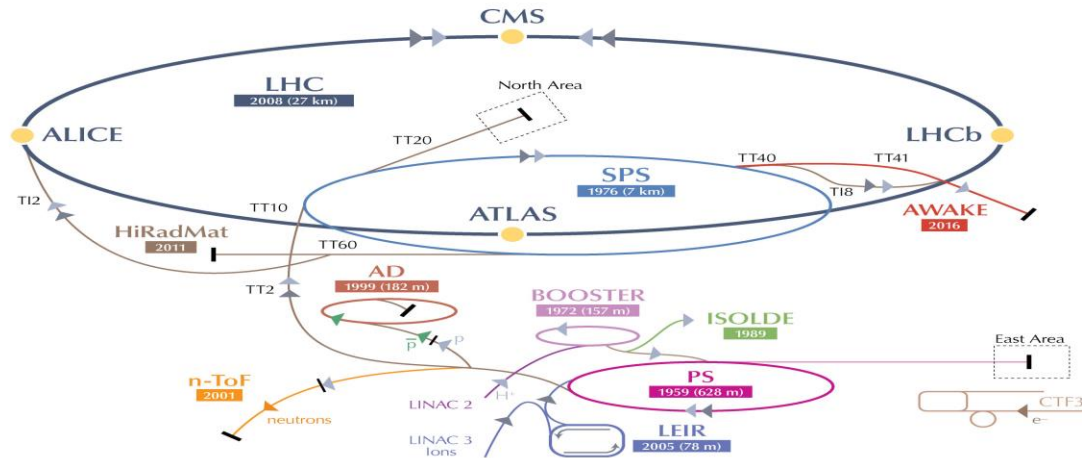 CMS
LHC
2008 (27 km)
North Area
ALICE
TT20
LHCb
TT40
TT41
SPS
1976 (7 km)
TI2
TI8
TT10
ATLAS
AWAKE
2016
HiRadMat
2011
TT60
AD
1999 (182 m)
TT2
BOOSTER
1972 (157 m)
ISOLDE
1989
p
p̅
East Area
n-ToF
2001
PS
1959 (628 m)
LINAC 2
H⁺
neutrons
CTF3
e⁻
LINAC 3
Ions
LEIR
2005 (78 m)